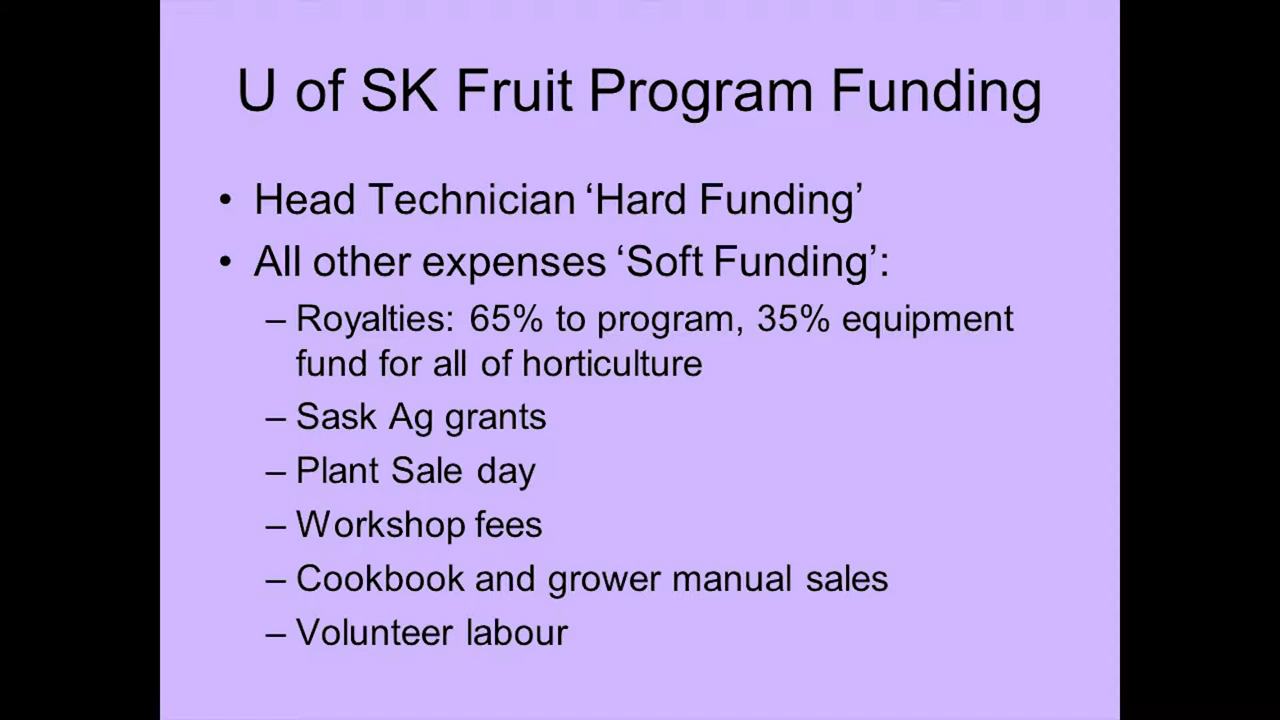 U of SK Fruit Program Funding
• Head Technician ‘Hard Funding’
• All other expenses ‘Soft Funding’:
– Royalties: 65% to program, 35% equipment
fund for all of horticulture
– Sask Ag grants
– Plant Sale day
– Workshop fees
– Cookbook and grower manual sales
– Volunteer labour